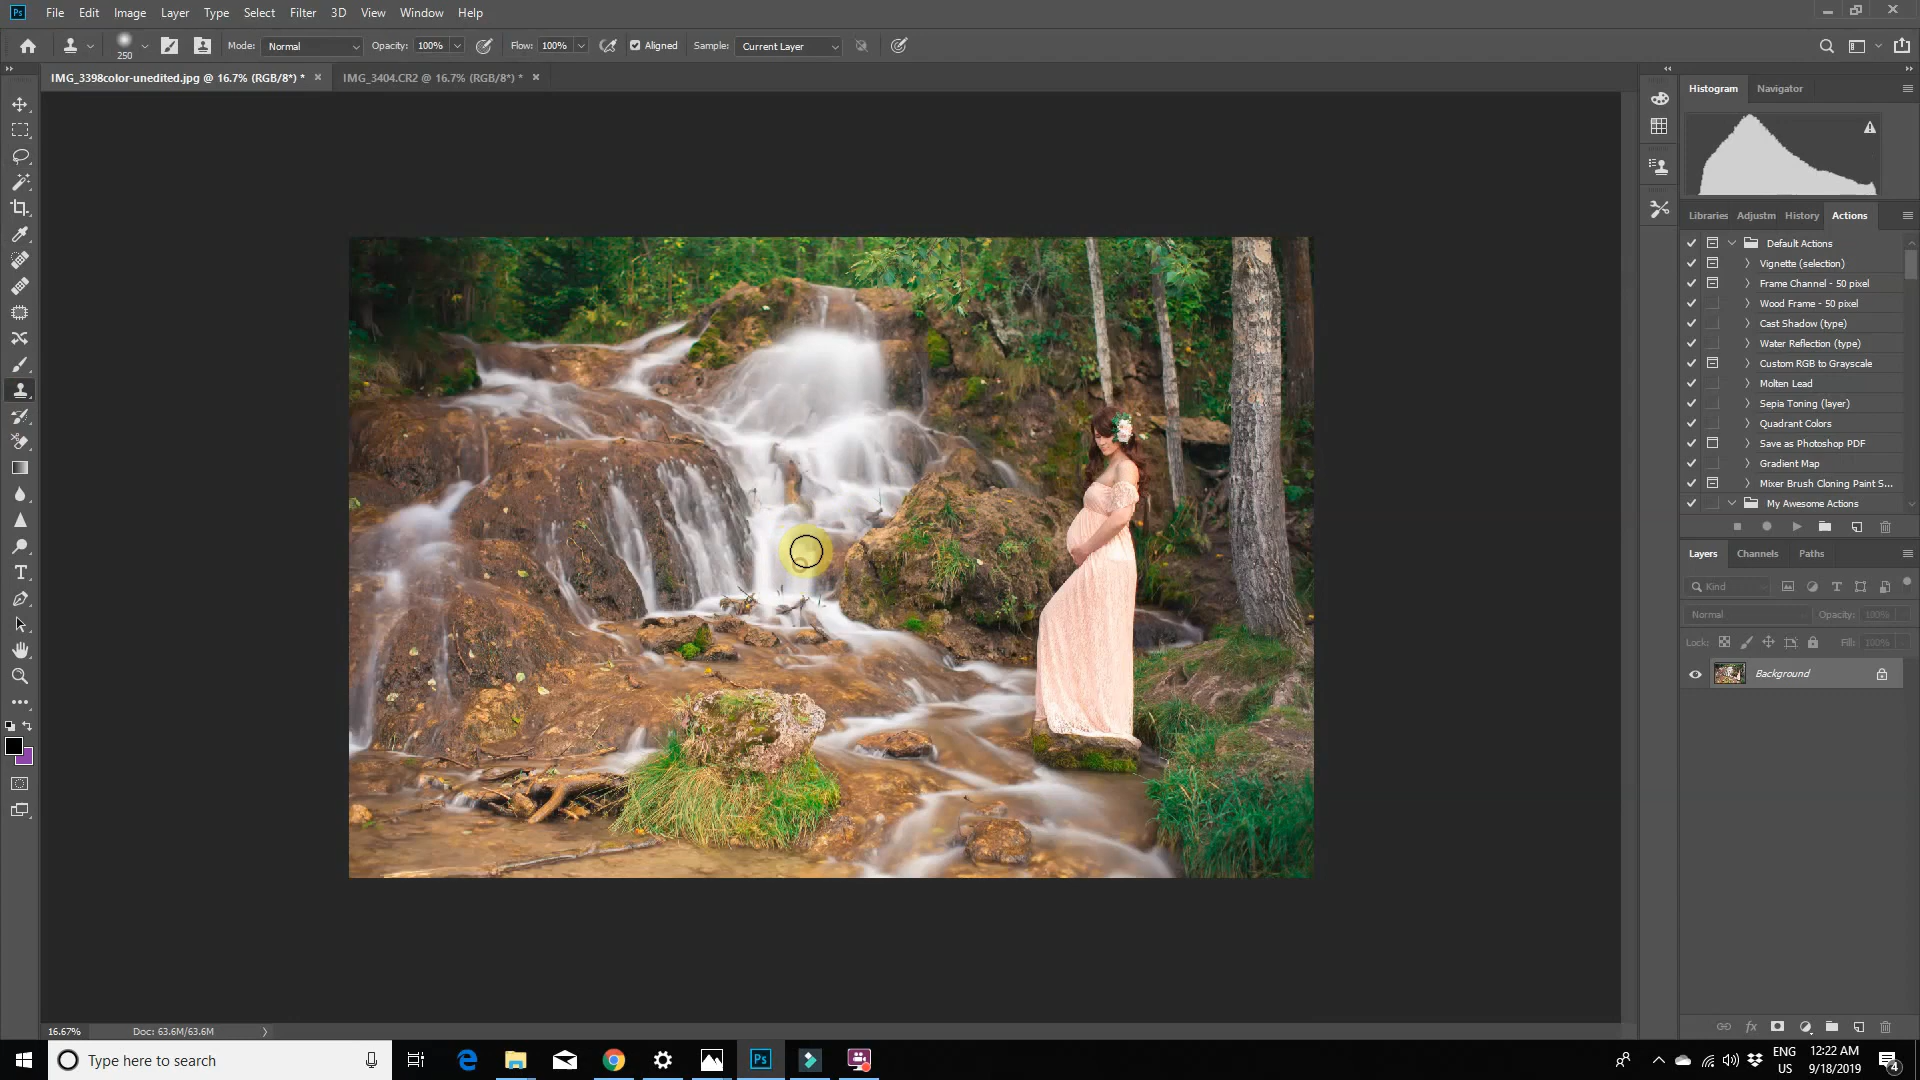 Ps File Edit Image Layer Type Select Filter 3D View Window Help
250 Mode: Normal Opacity: 100% Flow: 100% Aligned Sample: Current Layer
IMG_3398color-unedited.jpg @ 16.7% (RGB/8*) * × IMG_3404.CR2 @ 16.7% (RGB/8*) * ×
Histogram Navigator
Libraries Adjustm History Actions
Default Actions
Vignette (selection)
Frame Channel - 50 pixel
Wood Frame - 50 pixel
Cast Shadow (type)
Water Reflection (type)
Custom RGB to Grayscale
Molten Lead
Sepia Toning (layer)
Quadrant Colors
Save as Photoshop PDF
Gradient Map
Mixer Brush Cloning Paint S...
My Awesome Actions
Layers Channels Paths
Kind
Normal Opacity: 100%
Lock: Fill: 100%
Background
fx
16.67% Doc: 63.6M/63.6M
Type here to search
Ps
ENG
US
12:22 AM
9/18/2019
4